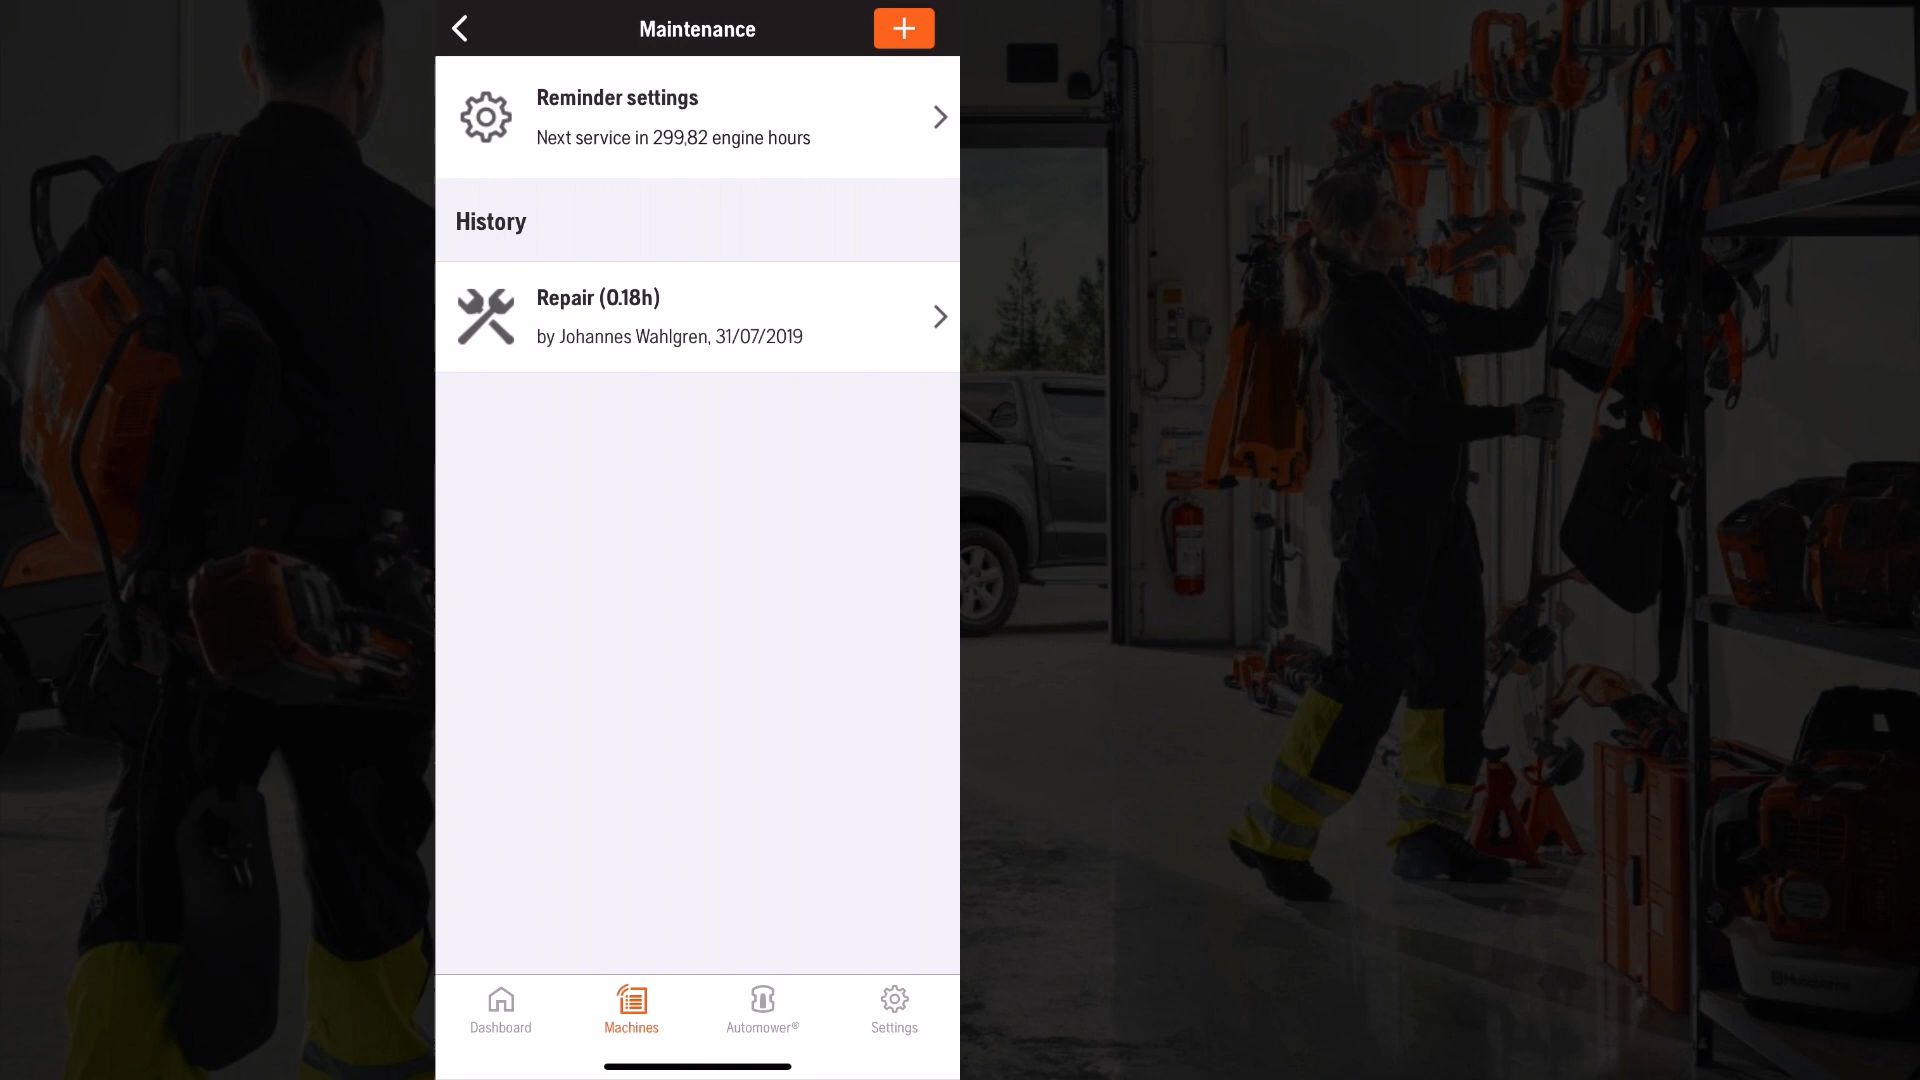 Maintenance
Reminder settings
Next service in 299,82 engine hours
History
Repair (0.18h)
by Johannes Wahlgren, 31/07/2019
Dashboard
Machines
Automower®
Settings
Husqvarna